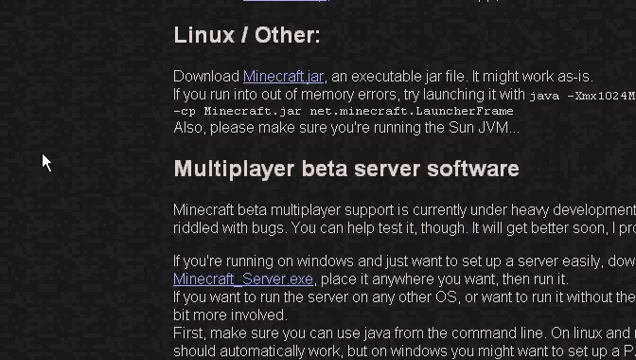 Linux / Other:
Download Minecraft.jar, an executable jar file. It might work as-is.
If you run into out of memory errors, try launching it with java -Xmx1024M
-cp Minecraft.jar net.minecraft.LauncherFrame
Also, please make sure you're running the Sun JVM...
Multiplayer beta server software
Minecraft beta multiplayer support is currently under heavy development
riddled with bugs. You can help test it, though. It will get better soon, I pro
If you're running on windows and just want to set up a server easily, dow
Minecraft_Server.exe, place it anywhere you want, then run it.
If you want to run the server on any other OS, or want to run it without the
bit more involved.
First, make sure you can use java from the command line. On linux and
should automatically work, but on windows you might want to set up a P